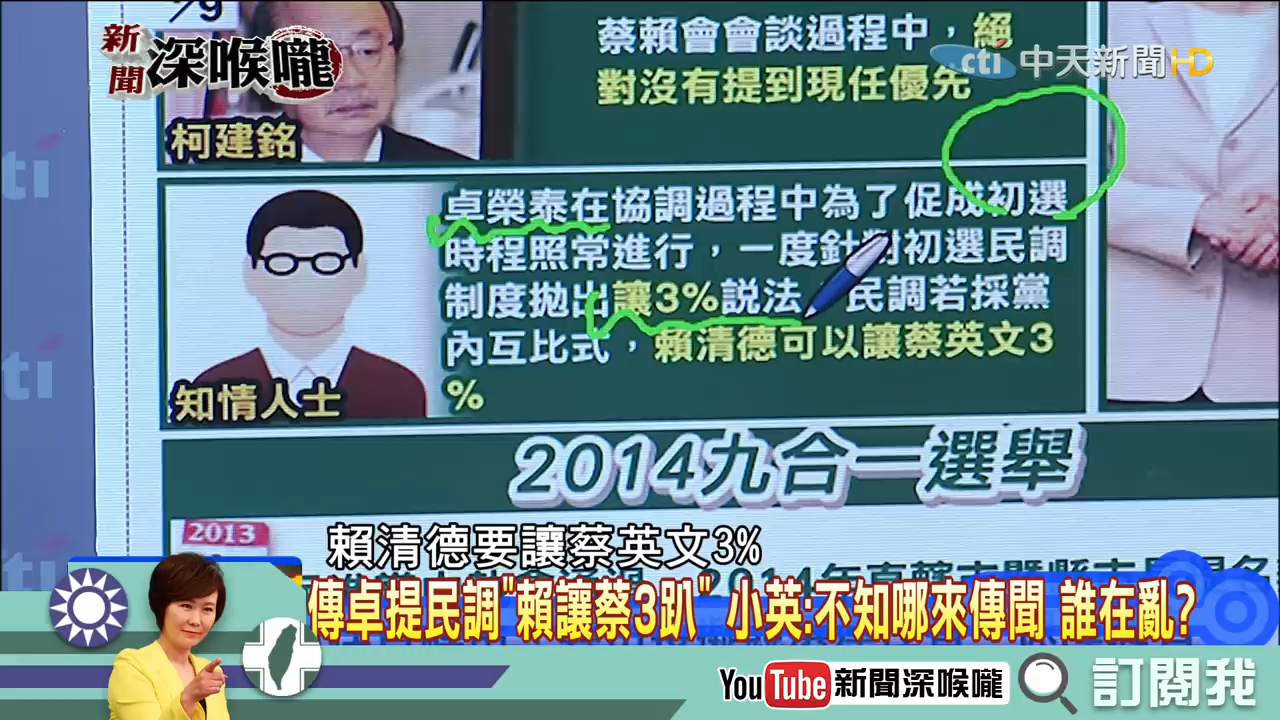 新聞
深喉嚨
蔡賴會會談過程中，絕
對沒有提到現任優先
cti 中天新聞HD
柯建銘
卓榮泰在協調過程中為了促成初選
時程照常進行，一度針對初選民調
制度拋出讓3%說法，民調若採黨
內互比式，賴清德可以讓蔡英文3
%
知情人士
2014九合一選舉
2013
賴清德要讓蔡英文3%
傳卓提民調"賴讓蔡3趴" 小英:不知哪來傳聞 誰在亂?
YouTube 新聞深喉嚨
訂閱我